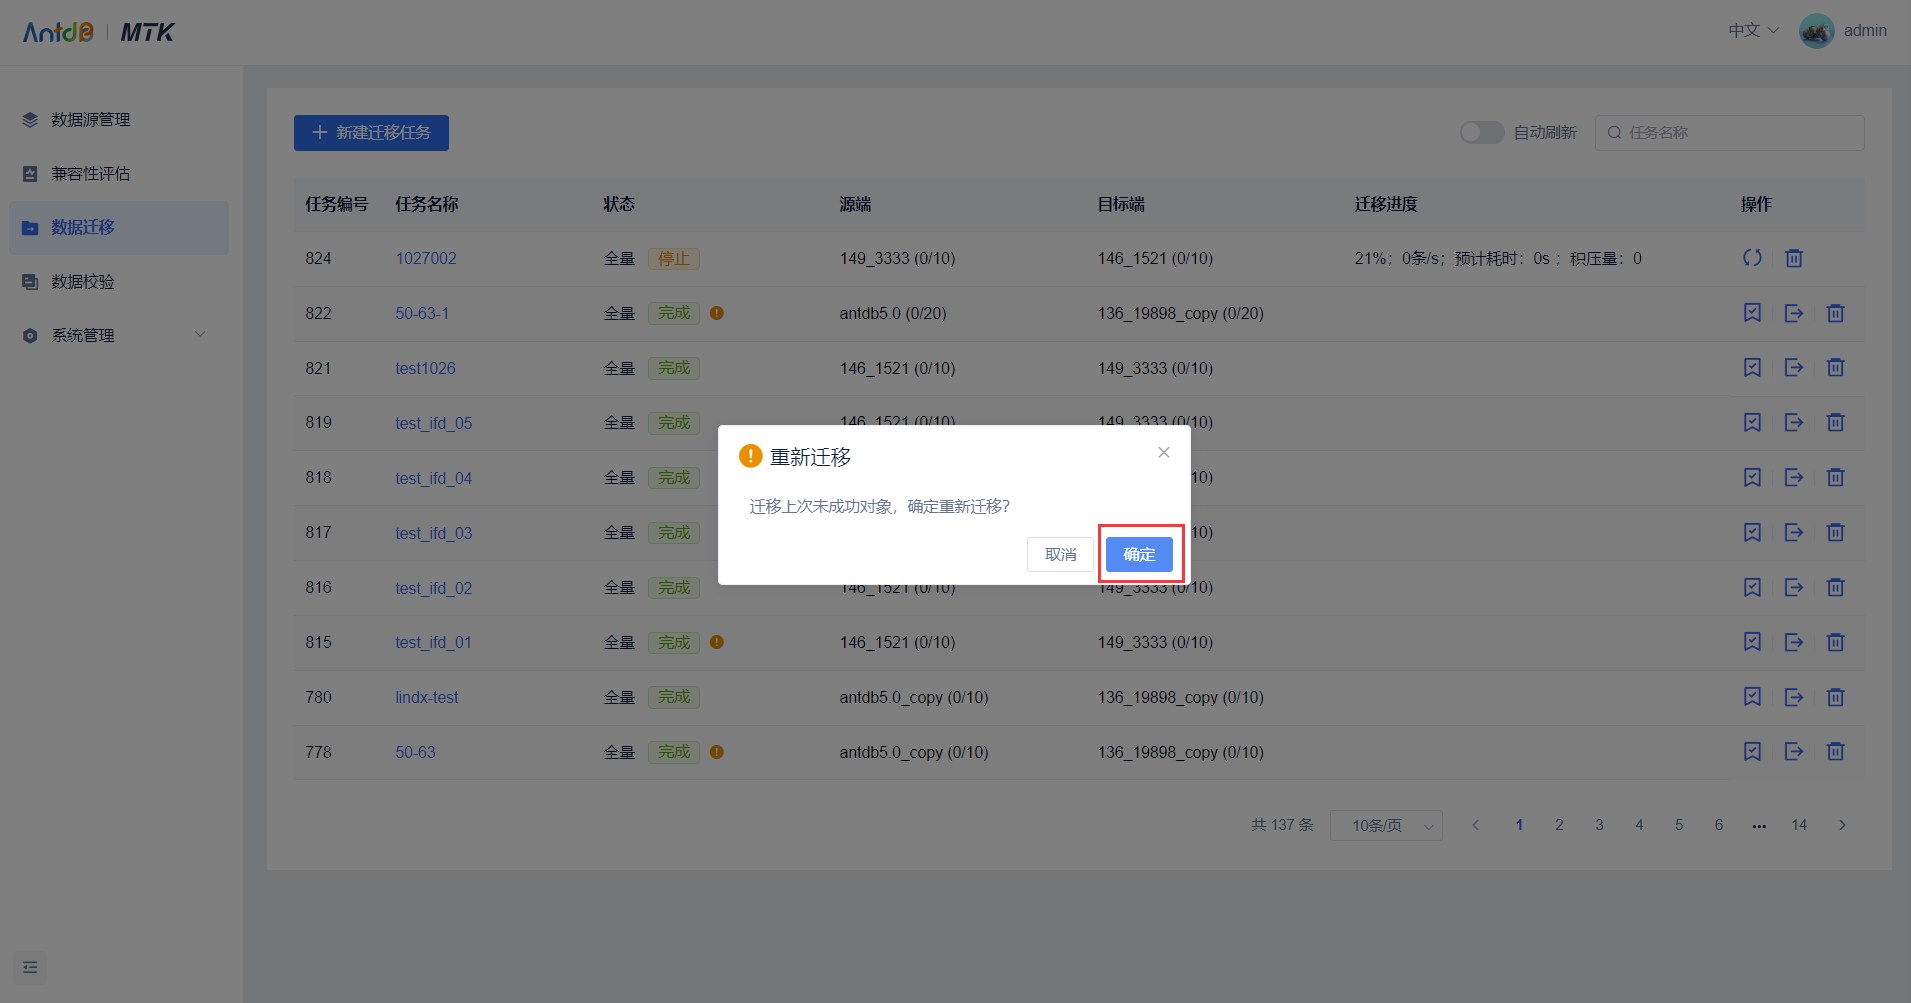 AntdB | MTK
中文
admin
数据源管理
兼容性评估
数据迁移
数据校验
系统管理
新建迁移任务
自动刷新
任务名称
任务编号 任务名称 状态 源端 目标端 迁移进度 操作
824 1027002 全量 停止 149_3333 (0/10) 146_1521 (0/10) 21%；0条/s；预计耗时：0s ；积压量：0
822 50-63-1 全量 完成 antdb5.0 (0/20) 136_19898_copy (0/20)
821 test1026 全量 完成 146_1521 (0/10) 149_3333 (0/10)
819 test_ifd_05 全量 完成 146_1521 (0/10) 149_3333 (0/10)
818 test_ifd_04 全量 完成 10)
817 test_ifd_03 全量 完成 10)
816 test_ifd_02 全量 完成 146_1521 (0/10) 149_3333 (0/10)
815 test_ifd_01 全量 完成 146_1521 (0/10) 149_3333 (0/10)
780 lindx-test 全量 完成 antdb5.0_copy (0/10) 136_19898_copy (0/10)
778 50-63 全量 完成 antdb5.0_copy (0/10) 136_19898_copy (0/10)
重新迁移
迁移上次未成功对象，确定重新迁移?
取消 确定
共 137 条 10条/页 1 2 3 4 5 6 ••• 14